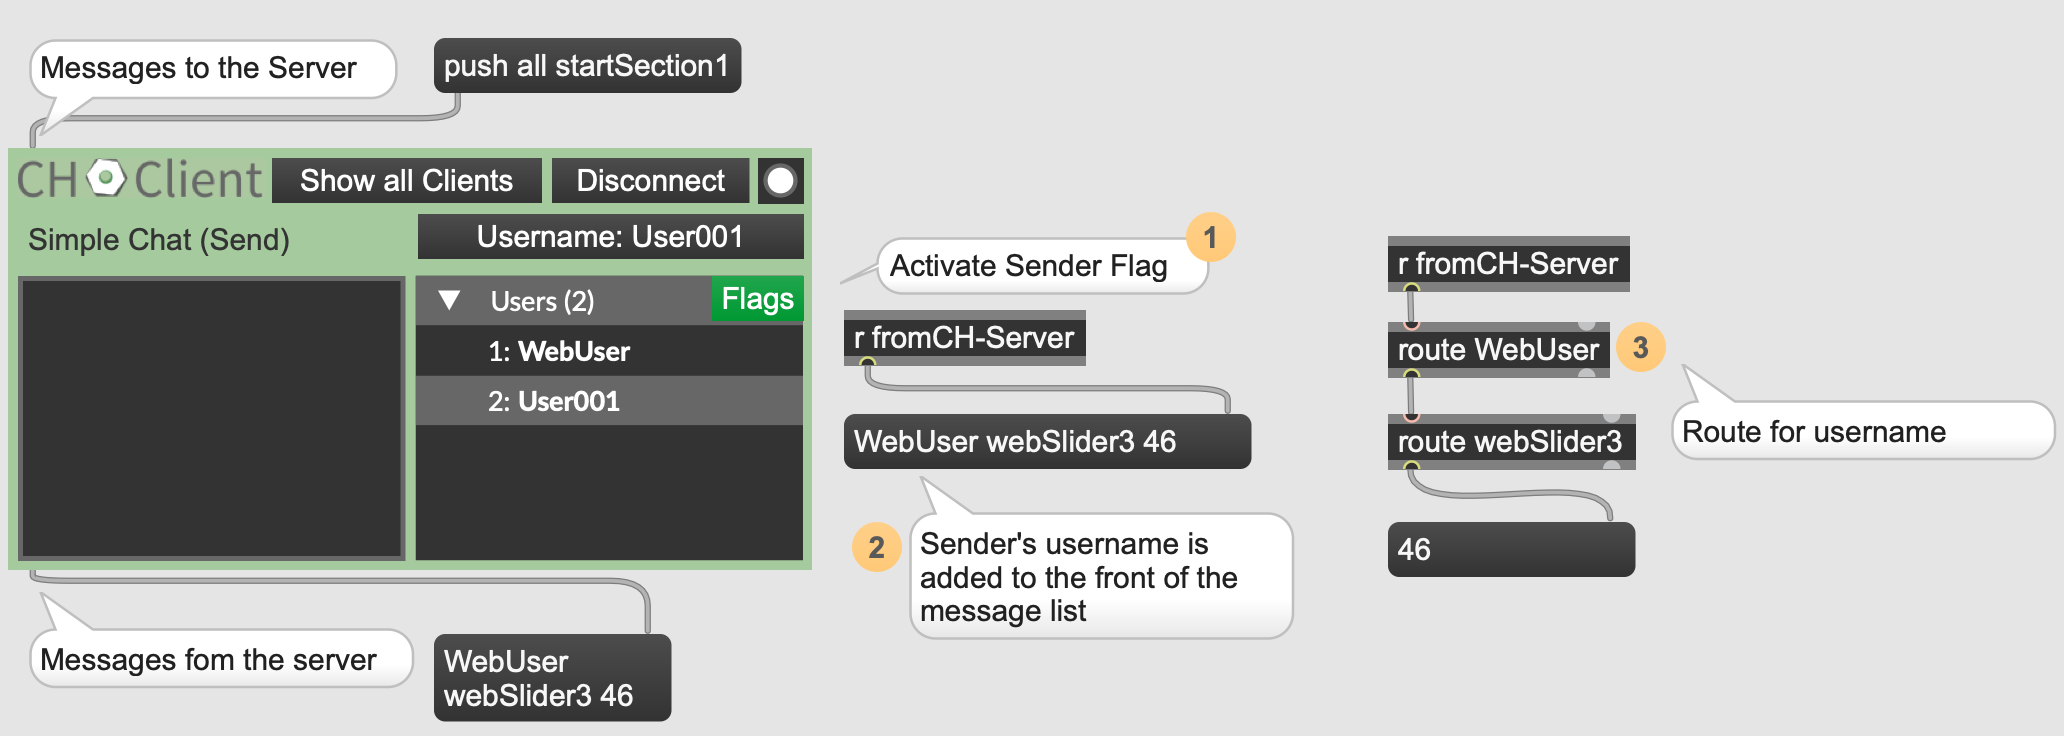 Messages to the Server
push all startSection1
CH Client
Show all Clients
Disconnect
Simple Chat (Send)
Username: User001
Users (2)
Flags
1: WebUser
2: User001
Messages fom the server
WebUser
webSlider3 46
1
Activate Sender Flag
r fromCH-Server
WebUser webSlider3 46
2
Sender's username is
added to the front of the
message list
r fromCH-Server
route WebUser
3
route webSlider3
Route for username
46